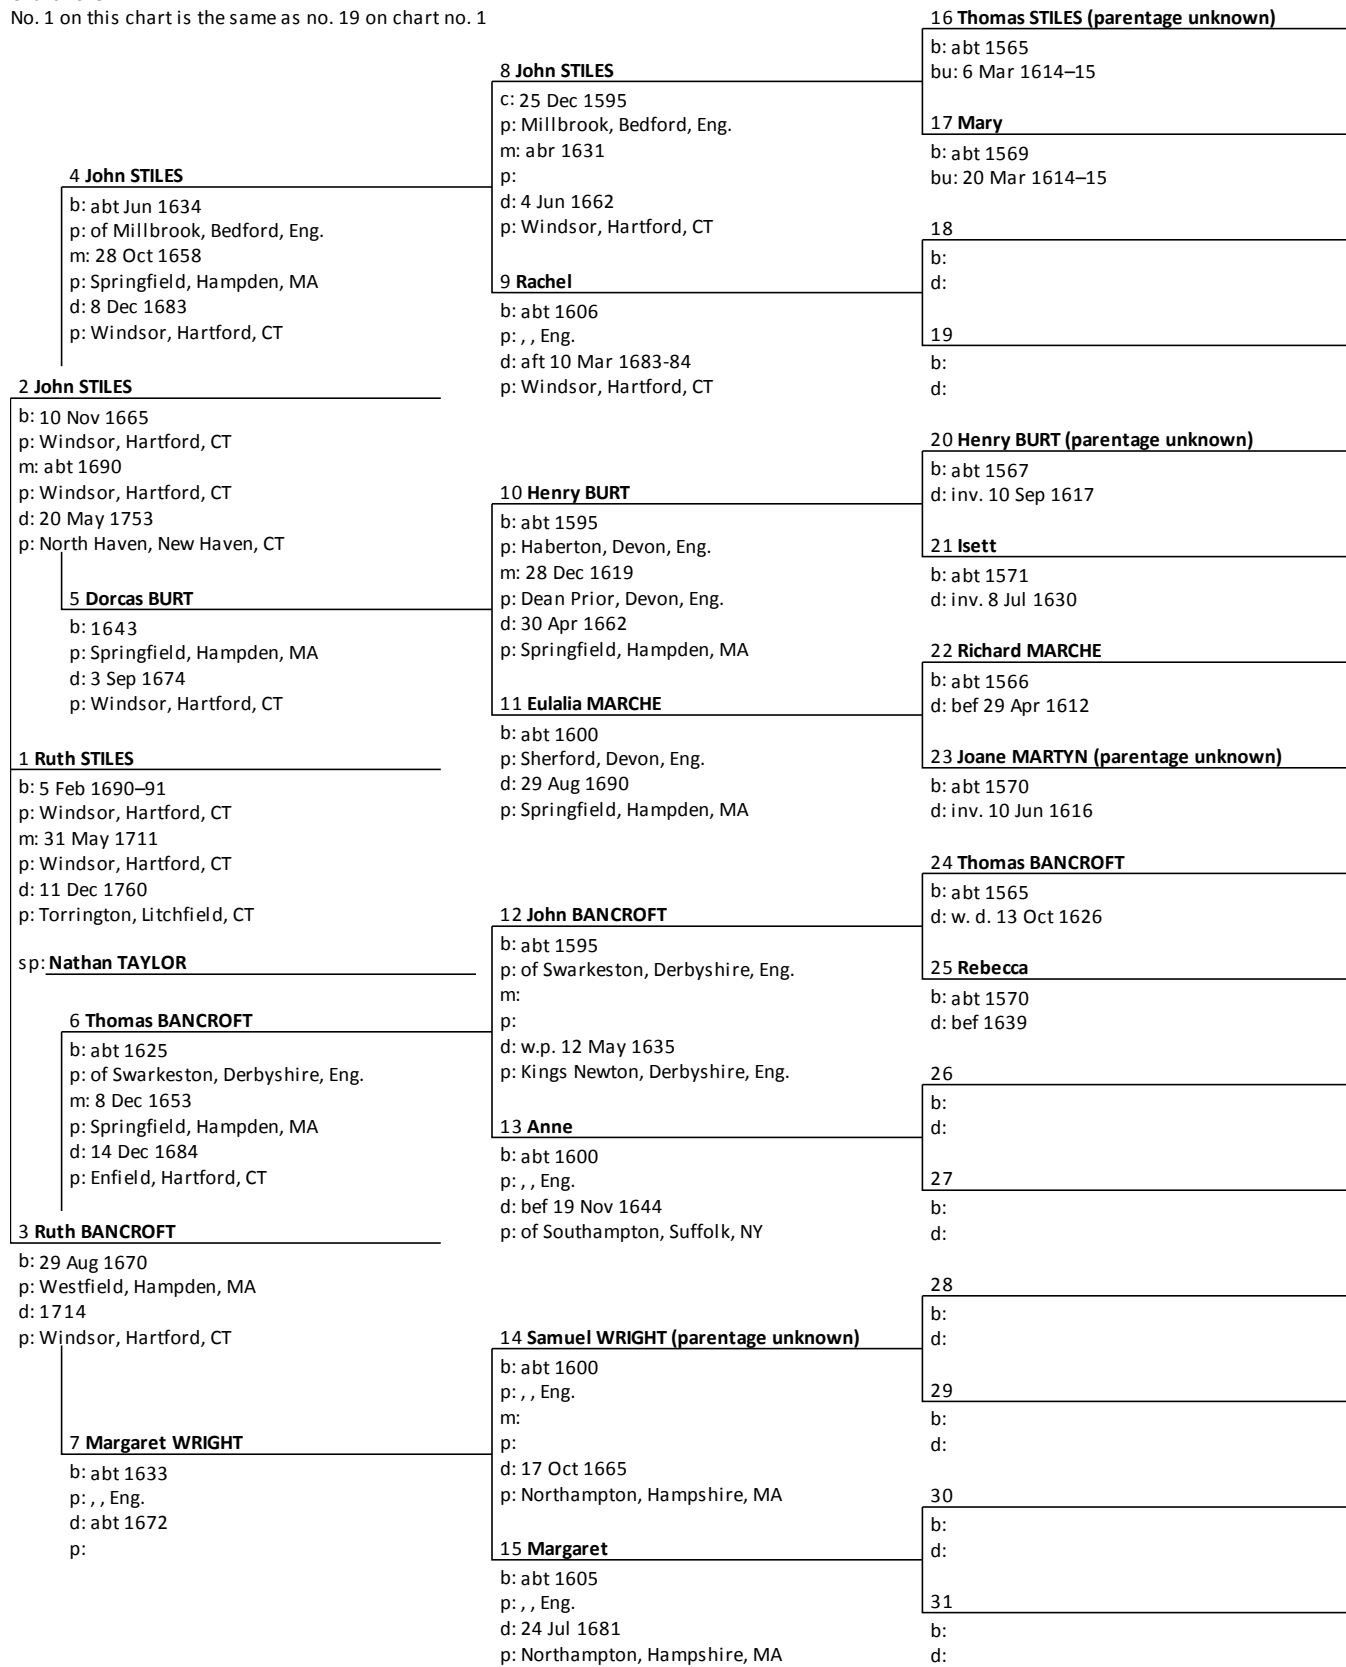 No. 1 on this chart is the same as no. 19 on chart no. 1
16 Thomas STILES (parentage unknown)
b: abt 1565
bu: 6 Mar 1614–15
8 John STILES
c: 25 Dec 1595
p: Millbrook, Bedford, Eng.
m: abr 1631
p:
d: 4 Jun 1662
p: Windsor, Hartford, CT
17 Mary
b: abt 1569
bu: 20 Mar 1614–15
4 John STILES
b: abt Jun 1634
p: of Millbrook, Bedford, Eng.
m: 28 Oct 1658
p: Springfield, Hampden, MA
d: 8 Dec 1683
p: Windsor, Hartford, CT
18
b:
d:
9 Rachel
b: abt 1606
p: , , Eng.
d: aft 10 Mar 1683-84
p: Windsor, Hartford, CT
19
b:
d:
2 John STILES
b: 10 Nov 1665
p: Windsor, Hartford, CT
m: abt 1690
p: Windsor, Hartford, CT
d: 20 May 1753
p: North Haven, New Haven, CT
20 Henry BURT (parentage unknown)
b: abt 1567
d: inv. 10 Sep 1617
10 Henry BURT
b: abt 1595
p: Haberton, Devon, Eng.
m: 28 Dec 1619
p: Dean Prior, Devon, Eng.
d: 30 Apr 1662
p: Springfield, Hampden, MA
21 Isett
b: abt 1571
d: inv. 8 Jul 1630
5 Dorcas BURT
b: 1643
p: Springfield, Hampden, MA
d: 3 Sep 1674
p: Windsor, Hartford, CT
22 Richard MARCHE
b: abt 1566
d: bef 29 Apr 1612
11 Eulalia MARCHE
b: abt 1600
p: Sherford, Devon, Eng.
d: 29 Aug 1690
p: Springfield, Hampden, MA
23 Joane MARTYN (parentage unknown)
b: abt 1570
d: inv. 10 Jun 1616
1 Ruth STILES
b: 5 Feb 1690–91
p: Windsor, Hartford, CT
m: 31 May 1711
p: Windsor, Hartford, CT
d: 11 Dec 1760
p: Torrington, Litchfield, CT
sp: Nathan TAYLOR
24 Thomas BANCROFT
b: abt 1565
d: w. d. 13 Oct 1626
12 John BANCROFT
b: abt 1595
p: of Swarkeston, Derbyshire, Eng.
m:
p:
d: w.p. 12 May 1635
p: Kings Newton, Derbyshire, Eng.
25 Rebecca
b: abt 1570
d: bef 1639
6 Thomas BANCROFT
b: abt 1625
p: of Swarkeston, Derbyshire, Eng.
m: 8 Dec 1653
p: Springfield, Hampden, MA
d: 14 Dec 1684
p: Enfield, Hartford, CT
26
b:
d:
13 Anne
b: abt 1600
p: , , Eng.
d: bef 19 Nov 1644
p: of Southampton, Suffolk, NY
27
b:
d:
3 Ruth BANCROFT
b: 29 Aug 1670
p: Westfield, Hampden, MA
d: 1714
p: Windsor, Hartford, CT
28
b:
d:
14 Samuel WRIGHT (parentage unknown)
b: abt 1600
p: , , Eng.
m:
p:
d: 17 Oct 1665
p: Northampton, Hampshire, MA
29
b:
d:
7 Margaret WRIGHT
b: abt 1633
p: , , Eng.
d: abt 1672
p:
30
b:
d:
15 Margaret
b: abt 1605
p: , , Eng.
d: 24 Jul 1681
p: Northampton, Hampshire, MA
31
b:
d: